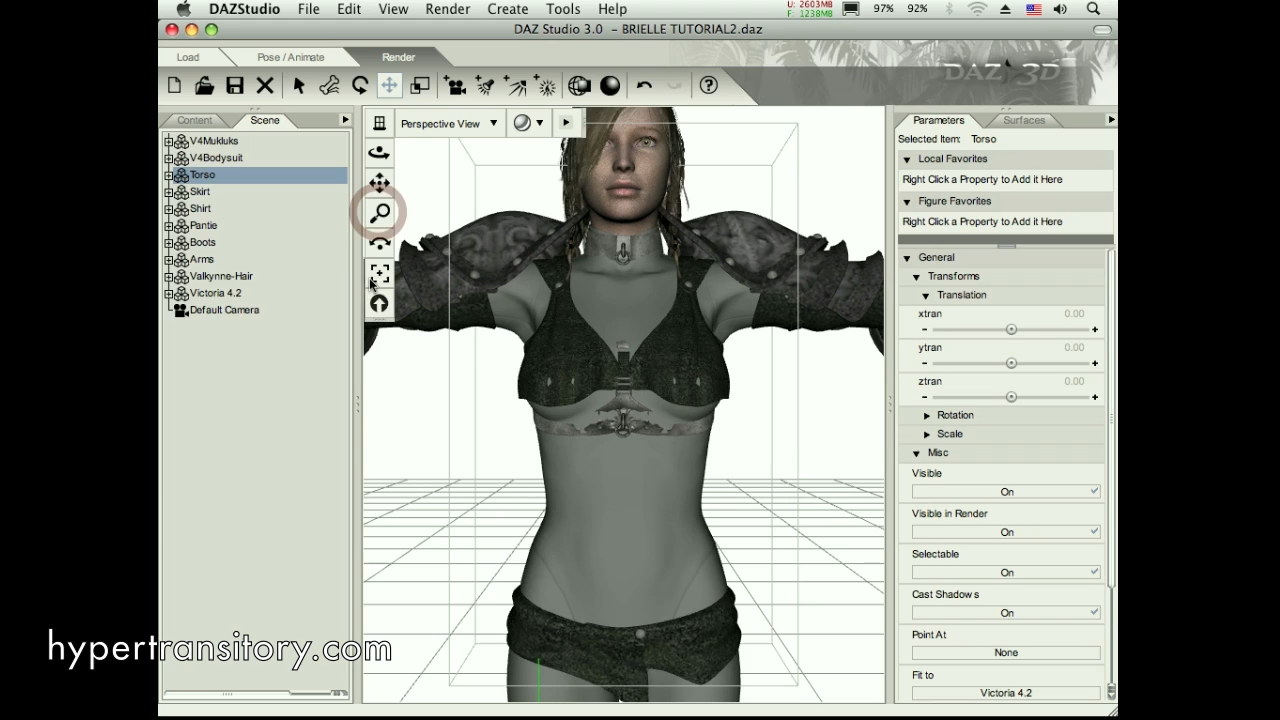 DAZStudio File Edit View Render Create Tools Help U: 2603MB F: 1238MB 97% 92%
DAZ Studio 3.0 - BRIELLE TUTORIAL2.daz
Load Pose / Animate Render
DAZ 3D
Content Scene
Perspective View
Parameters Surfaces
V4Mukluks
V4Bodysuit
Torso
Skirt
Shirt
Pantie
Boots
Arms
Valkynne-Hair
Victoria 4.2
Default Camera
Selected Item: Torso
Local Favorites
Right Click a Property to Add it Here
Figure Favorites
Right Click a Property to Add it Here
General
Transforms
Translation
xtran 0.00
- +
ytran 0.00
- +
ztran 0.00
- +
Rotation
Scale
Misc
Visible
On
Visible in Render
On
Selectable
On
Cast Shadows
On
Point At
None
Fit to
Victoria 4.2
hypertransitory.com